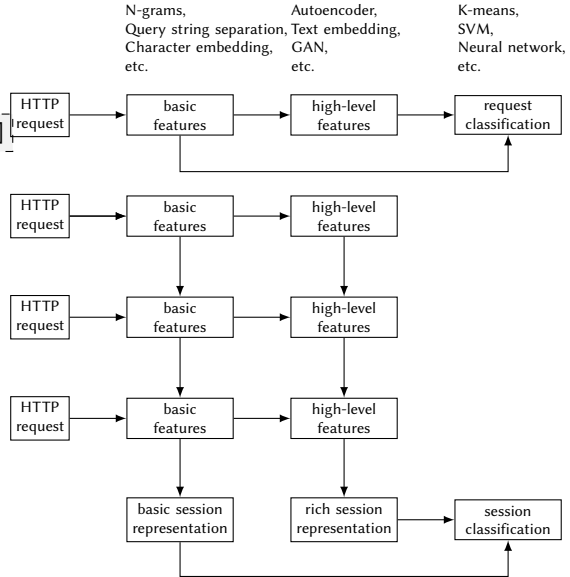 N-grams,
Query string separation,
Character embedding,
etc.
Autoencoder,
Text embedding,
GAN,
etc.
K-means,
SVM,
Neural network,
etc.
HTTP
request
basic
features
high-level
features
request
classification
HTTP
request
basic
features
high-level
features
HTTP
request
basic
features
high-level
features
HTTP
request
basic
features
high-level
features
basic session
representation
rich session
representation
session
classification